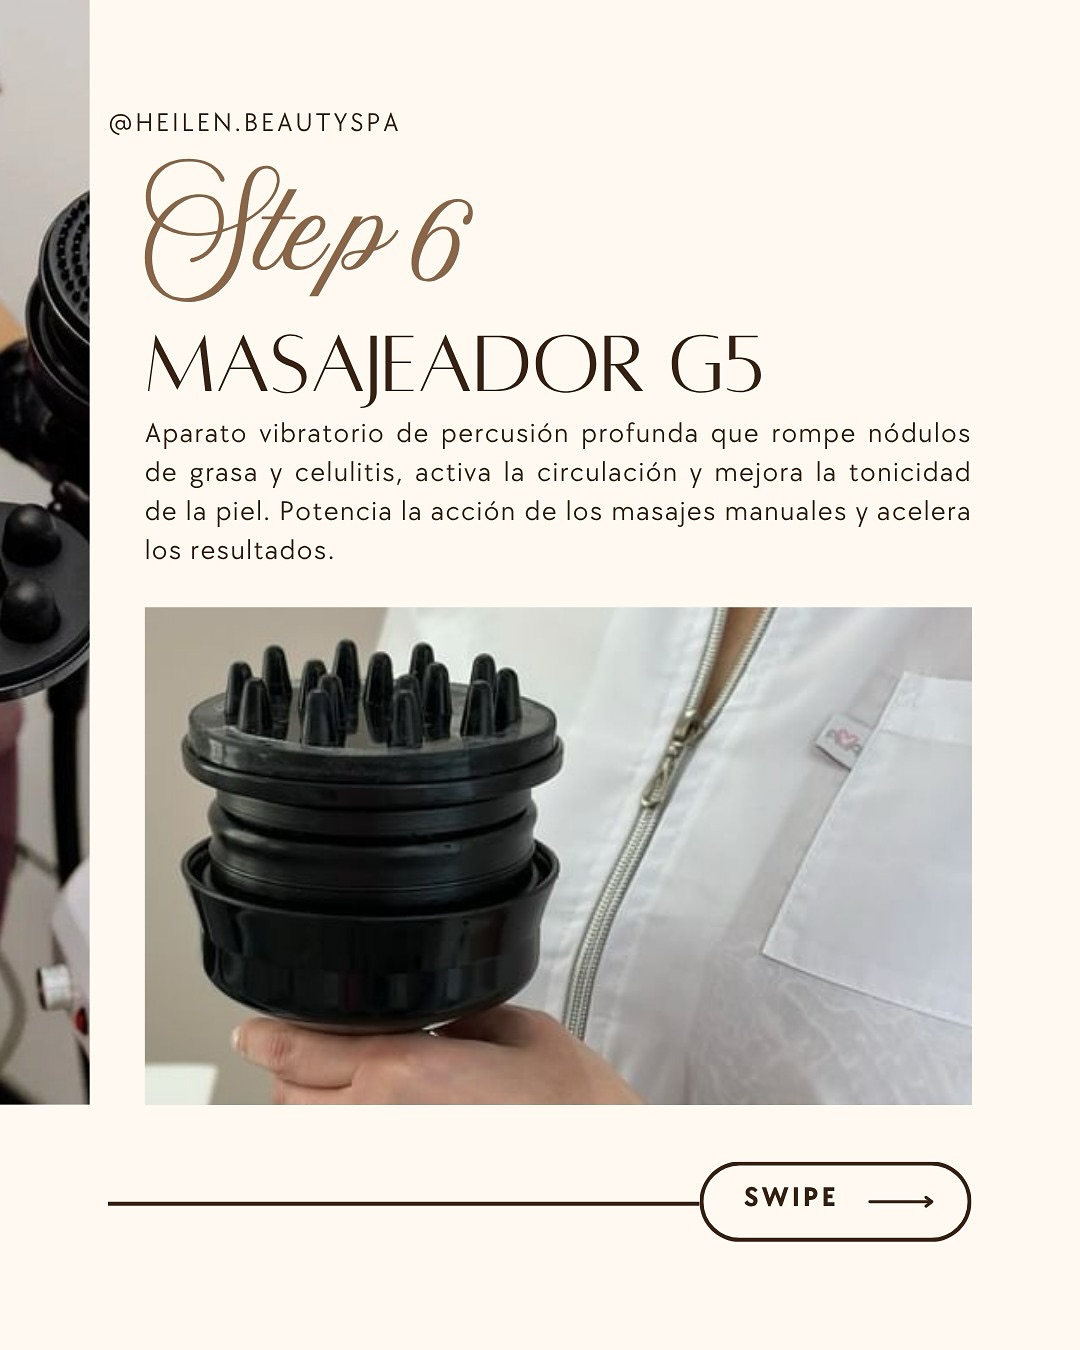 @HEILEN.BEAUTYSPA
Step 6
MASAJEADOR G5
Aparato vibratorio de percusión profunda que rompe nódulos
de grasa y celulitis, activa la circulación y mejora la tonicidad
de la piel. Potencia la acción de los masajes manuales y acelera
los resultados.
SWIPE